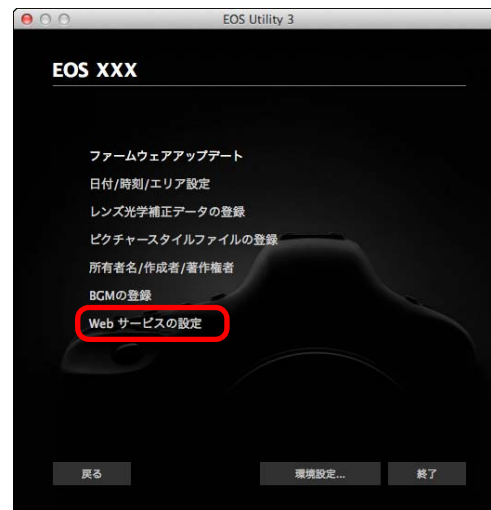 EOS Utility 3
EOS XXX
ファームウェアアップデート
日付/時刻/エリア設定
レンズ光学補正データの登録
ピクチャースタイルファイルの登録
所有者名/作成者/著作権者
BGMの登録
Web サービスの設定
戻る 環境設定... 終了